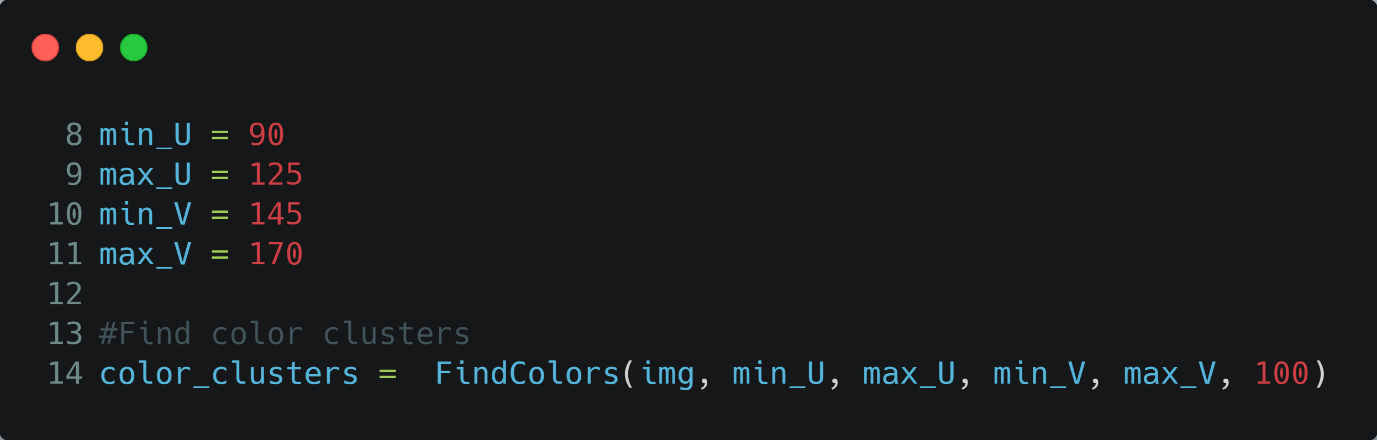 8 min_U = 90
9 max_U = 125
10 min_V = 145
11 max_V = 170
12
13 #Find color clusters
14 color_clusters =  FindColors(img, min_U, max_U, min_V, max_V, 100)